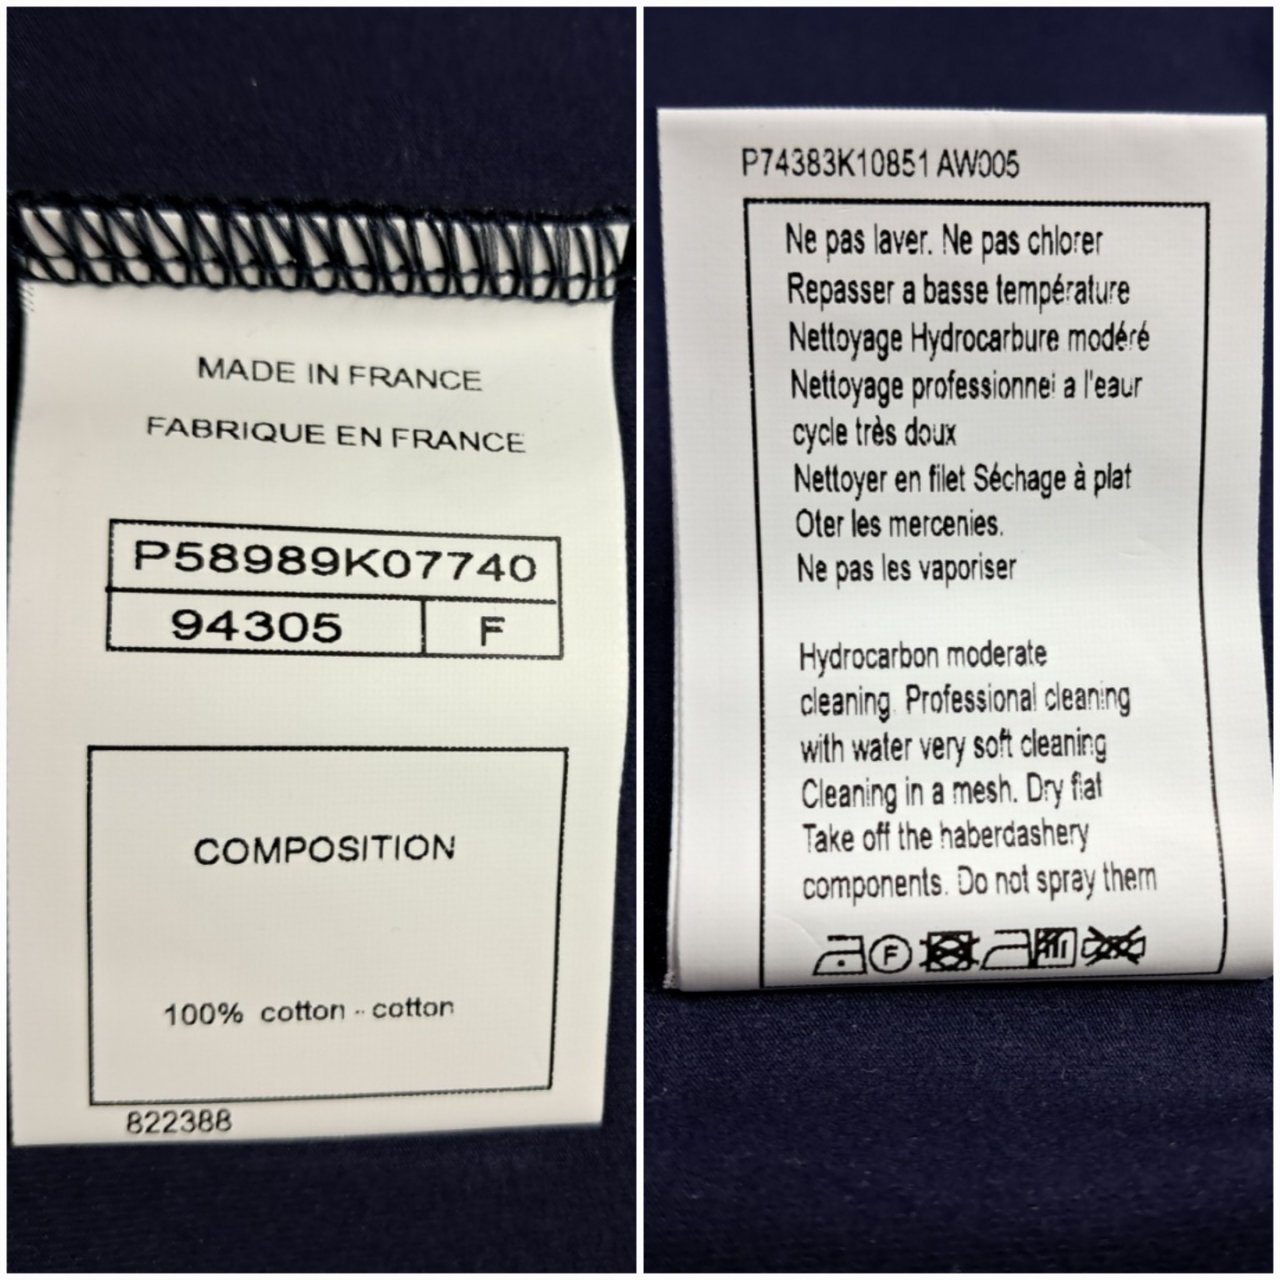 MADE IN FRANCE
FABRIQUE EN FRANCE
P58989K07740
94305 F
COMPOSITION
100% cotton - cotton
822388
P74383K10851 AW005
Ne pas laver. Ne pas chlorer
Repasser a basse température
Nettoyage Hydrocarbure modéré
Nettoyage professionnel a l'eaur
cycle très doux
Nettoyer en filet Séchage à plat
Oter les mercenies.
Ne pas les vaporiser
Hydrocarbon moderate
cleaning. Professional cleaning
with water very soft cleaning
Cleaning in a mesh. Dry flat
Take off the haberdashery
components. Do not spray them
F